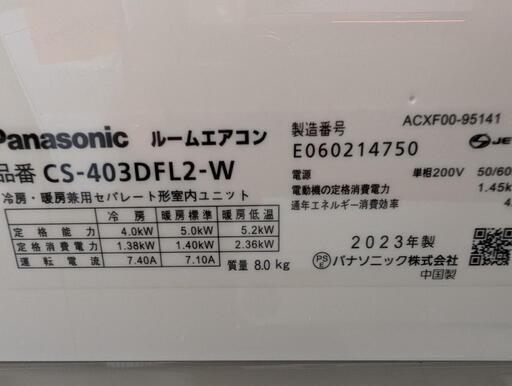 Panasonic ルームエアコン
品番 CS-403DFL2-W
冷房・暖房兼用セパレート形室内ユニット
冷房 暖房標準 暖房低温
定格能力 4.0kW 5.0kW 5.2kW
定格消費電力 1.38kW 1.40kW 2.36kW
運転電流 7.40A 7.10A
質量 8.0kg
ACXF00-95141
製造番号
E060214750
JE
電源 単相200V 50/60
電動機の定格消費電力 1.45k
通年エネルギー消費効率 4.
2023年製
PS E パナソニック株式会社
中国製